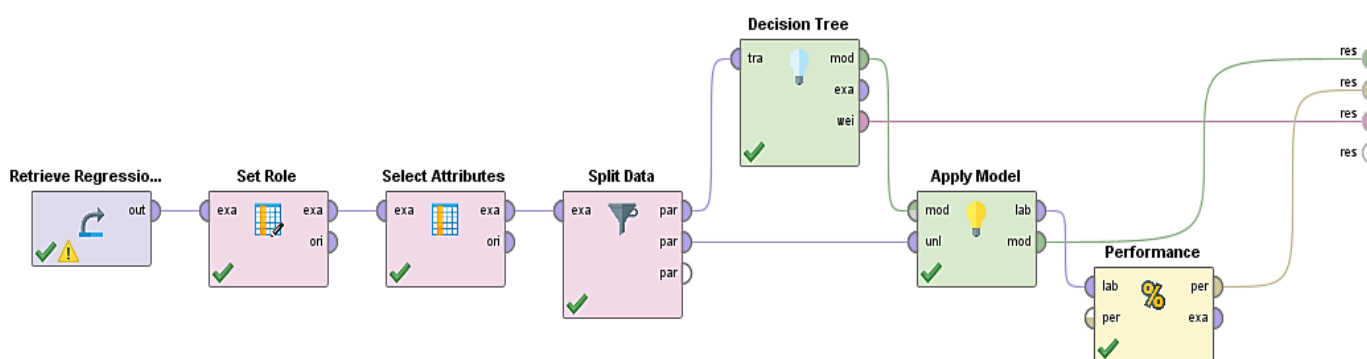 Decision Tree
tra
mod
exa
wei
res
res
res
res
Retrieve Regressio...
out
Set Role
exa
exa
ori
Select Attributes
exa
exa
ori
Split Data
exa
par
par
par
Apply Model
mod
lab
unl
mod
Performance
lab
per
%
per
exa